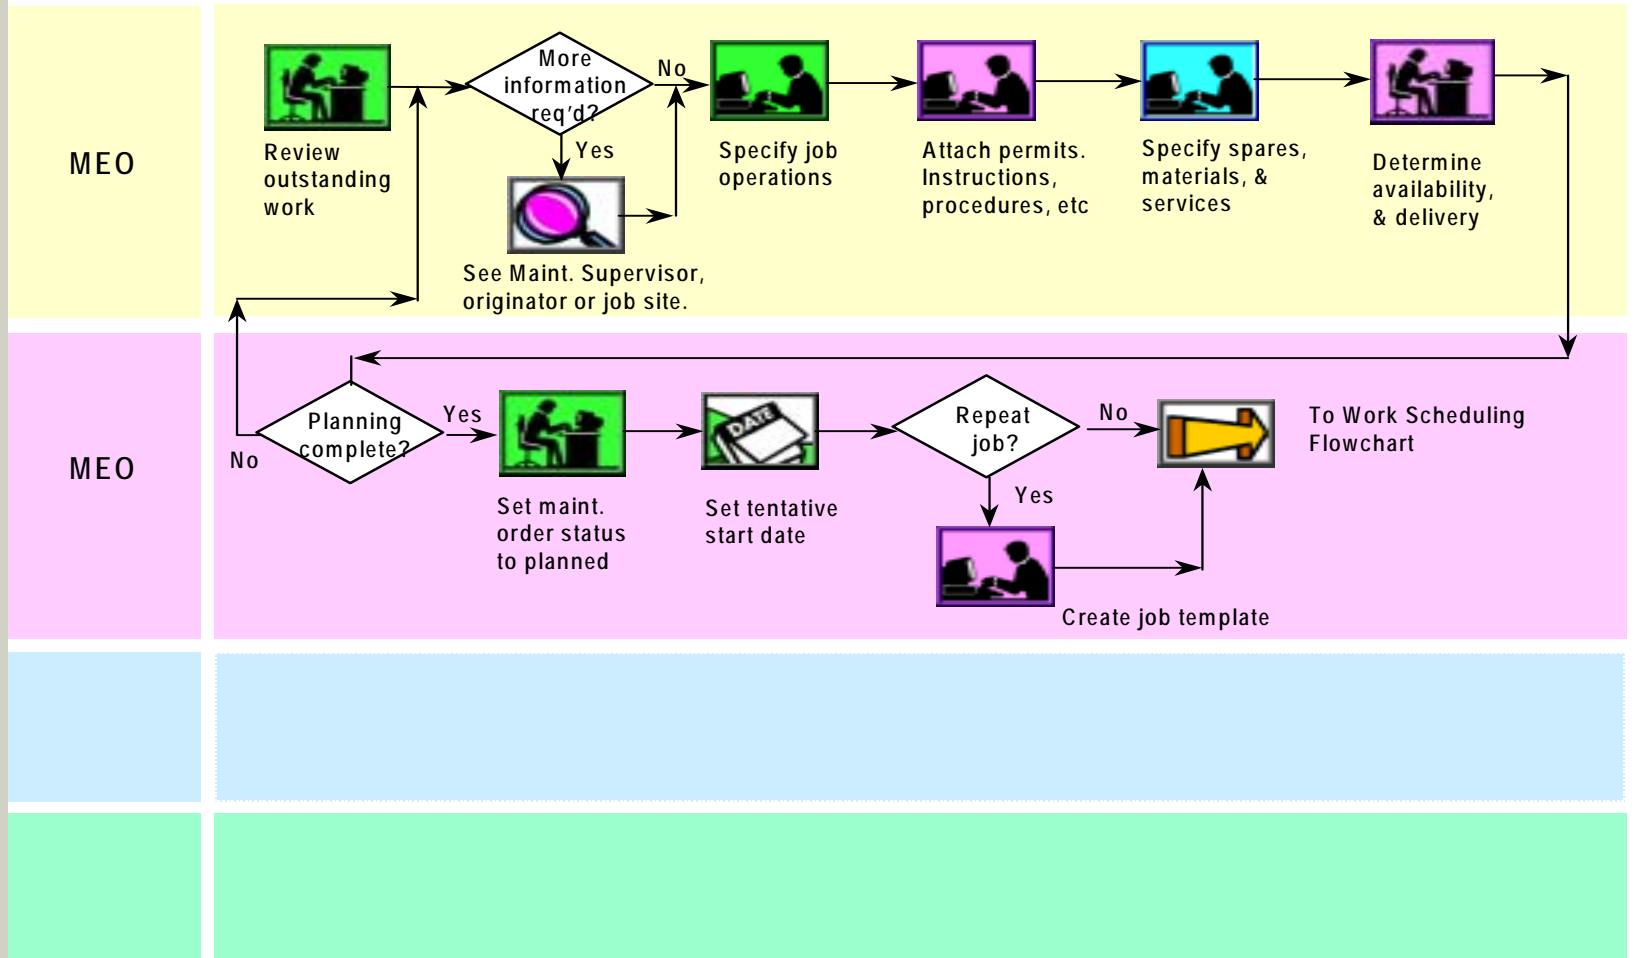 MEO
Review
outstanding
work
More
information
req'd?
No
Yes
See Maint. Supervisor,
originator or job site.
Specify job
operations
Attach permits.
Instructions,
procedures, etc
Specify spares,
materials, &
services
Determine
availability,
& delivery
MEO
Planning
complete?
No
Yes
Set maint.
order status
to planned
DATE
Set tentative
start date
Repeat
job?
No
Yes
Create job template
To Work Scheduling
Flowchart